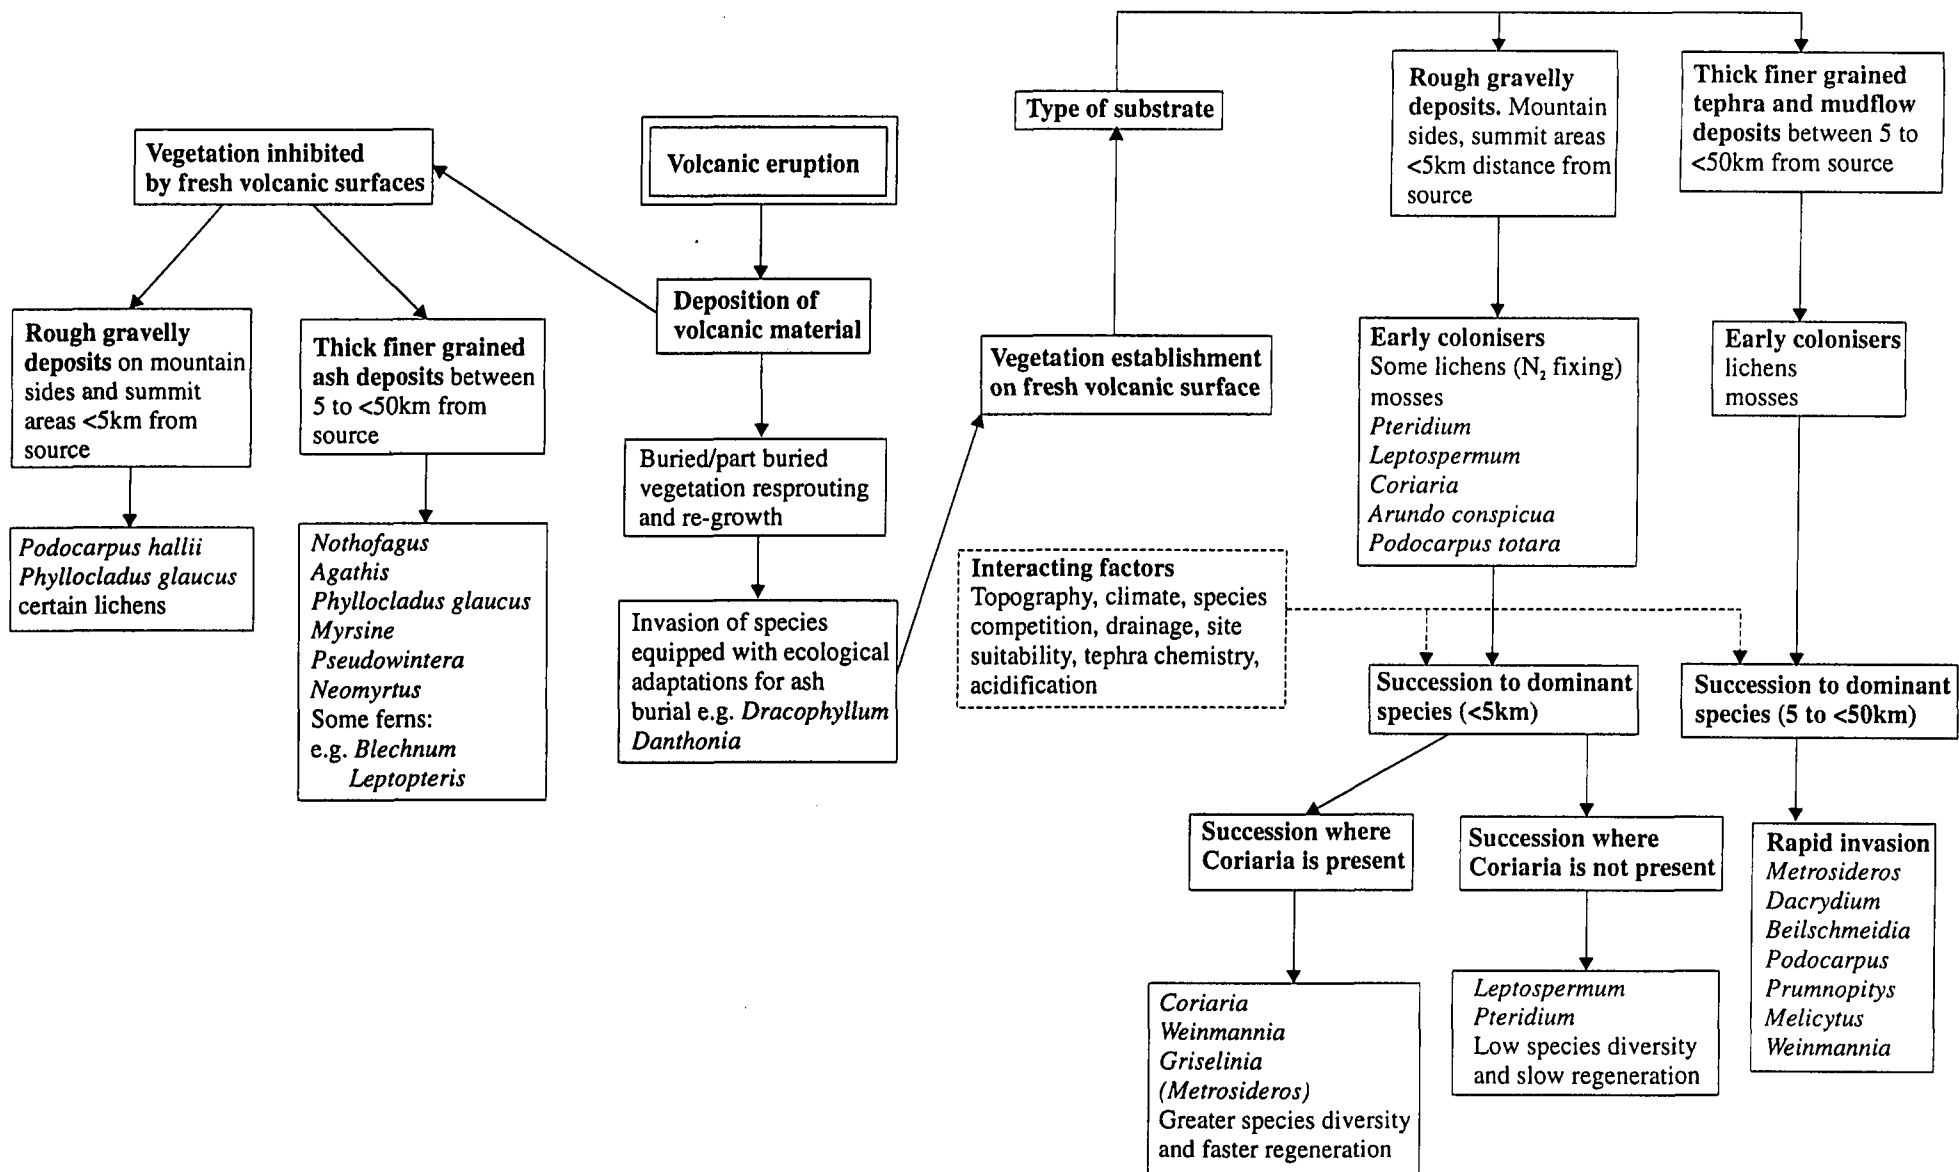 Vegetation inhibited
by fresh volcanic surfaces
Rough gravelly
deposits on mountain
sides and summit
areas <5km from
source
Podocarpus hallii
Phyllocladus glaucus
certain lichens
Thick finer grained
ash deposits between
5 to <50km from
source
Nothofagus
Agathis
Phyllocladus glaucus
Myrsine
Pseudowintera
Neomyrtus
Some ferns:
e.g. Blechnum
Leptopteris
Volcanic eruption
Deposition of
volcanic material
Buried/part buried
vegetation resprouting
and re-growth
Invasion of species
equipped with ecological
adaptations for ash
burial e.g. Dracophyllum
Danthonia
Vegetation establishment
on fresh volcanic surface
Type of substrate
Rough gravelly
deposits. Mountain
sides, summit areas
<5km distance from
source
Early colonisers
Some lichens (N₂ fixing)
mosses
Pteridium
Leptospermum
Coriaria
Arundo conspicua
Podocarpus totara
Thick finer grained
tephra and mudflow
deposits between 5 to
<50km from source
Early colonisers
lichens
mosses
Interacting factors
Topography, climate, species
competition, drainage, site
suitability, tephra chemistry,
acidification
Succession to dominant
species (<5km)
Succession to dominant
species (5 to <50km)
Succession where
Coriaria is present
Coriaria
Weinmannia
Griselinia
(Metrosideros)
Greater species diversity
and faster regeneration
Succession where
Coriaria is not present
Leptospermum
Pteridium
Low species diversity
and slow regeneration
Rapid invasion
Metrosideros
Dacrydium
Beilschmeidia
Podocarpus
Prumnopitys
Melicytus
Weinmannia